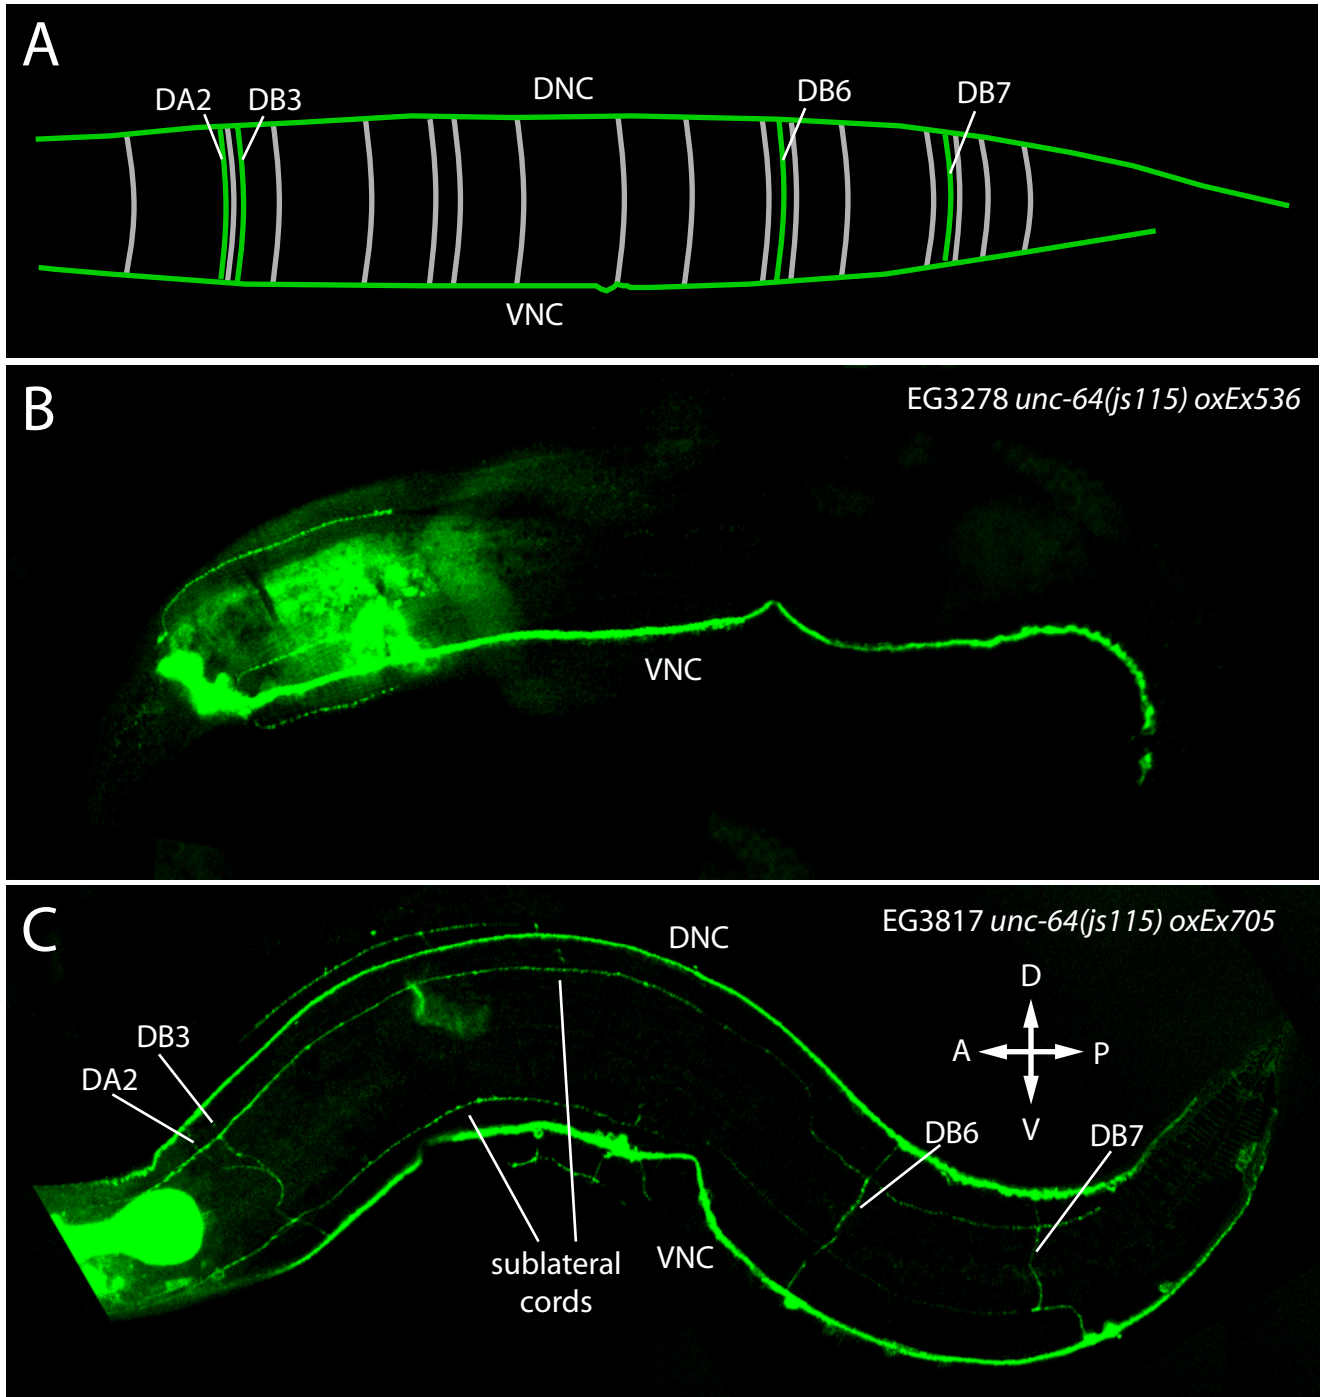 A
DA2
DB3
DNC
DB6
DB7
VNC
B
EG3278 unc-64(js115) oxEx536
VNC
C
EG3817 unc-64(js115) oxEx705
DNC
D
DB3
A
P
DA2
V
DB6
DB7
sublateral
cords
VNC